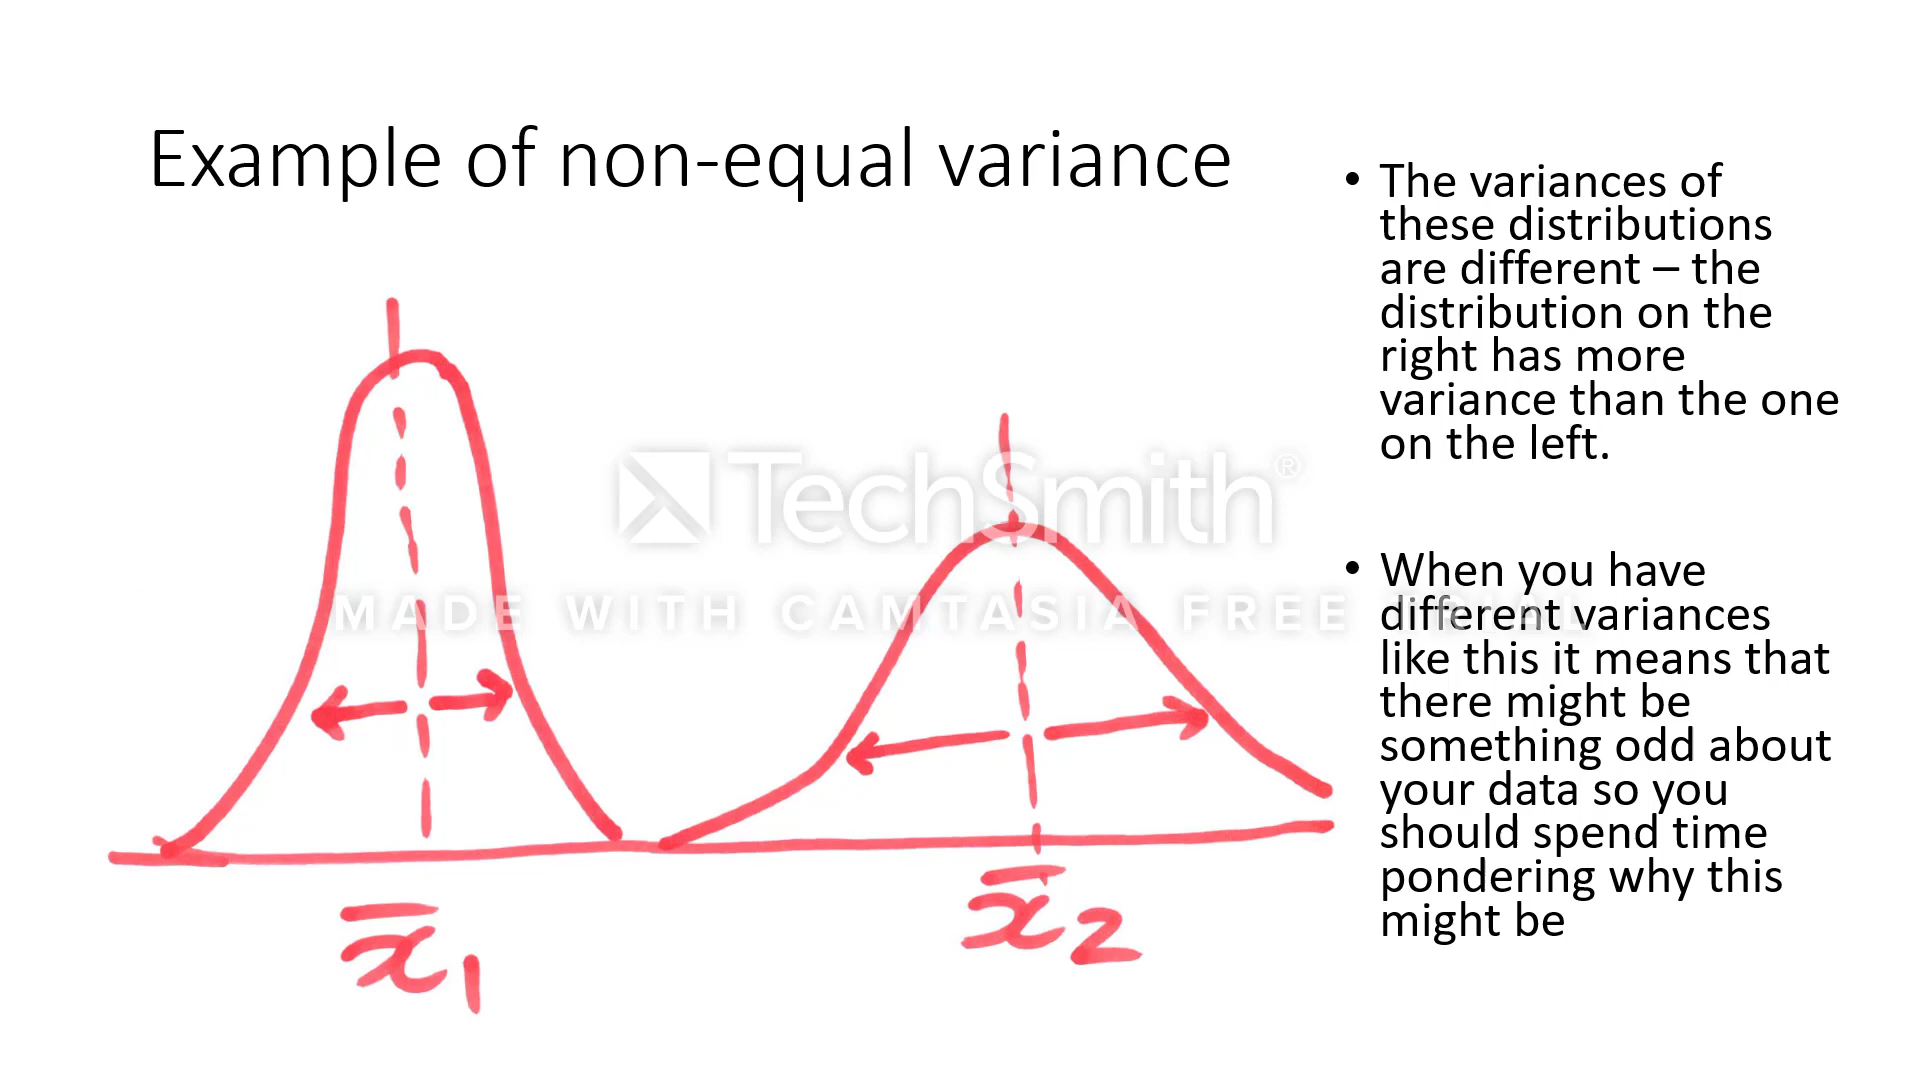 Example of non-equal variance
• The variances of
these distributions
are different – the
distribution on the
right has more
variance than the one
on the left.
• When you have
different variances
like this it means that
there might be
something odd about
your data so you
should spend time
pondering why this
might be
TechSmith®
MADE WITH CAMTASIA FREE TRIAL
x̄1
x̄2